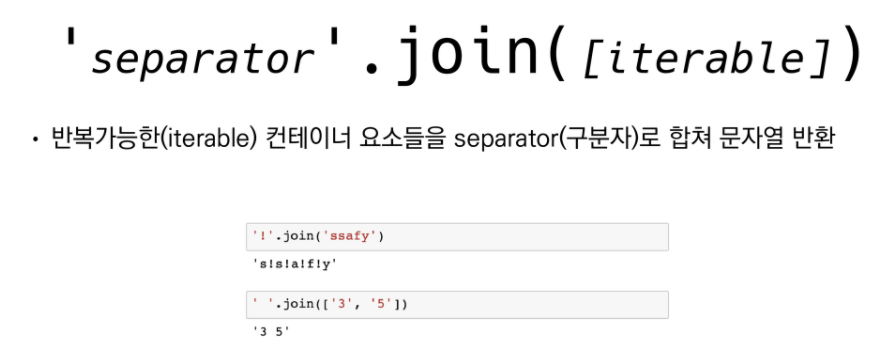 'separator'.join([iterable])
• 반복가능한(iterable) 컨테이너 요소들을 separator(구분자)로 합쳐 문자열 반환
'!'.join('ssafy')
's!s!a!f!y'
' '.join(['3', '5'])
'3 5'